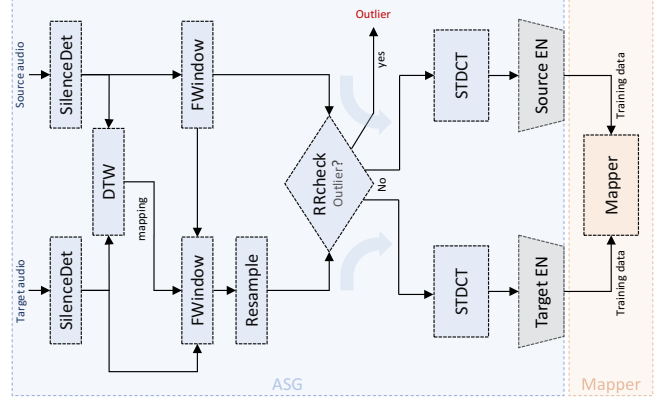 Outlier
Source audio
SilenceDet
FWindow
yes
STDCT
Source EN
Training data
DTW
mapping
RRcheck
Outlier?
No
Mapper
Target audio
SilenceDet
FWindow
Resample
STDCT
Target EN
Training data
ASG
Mapper